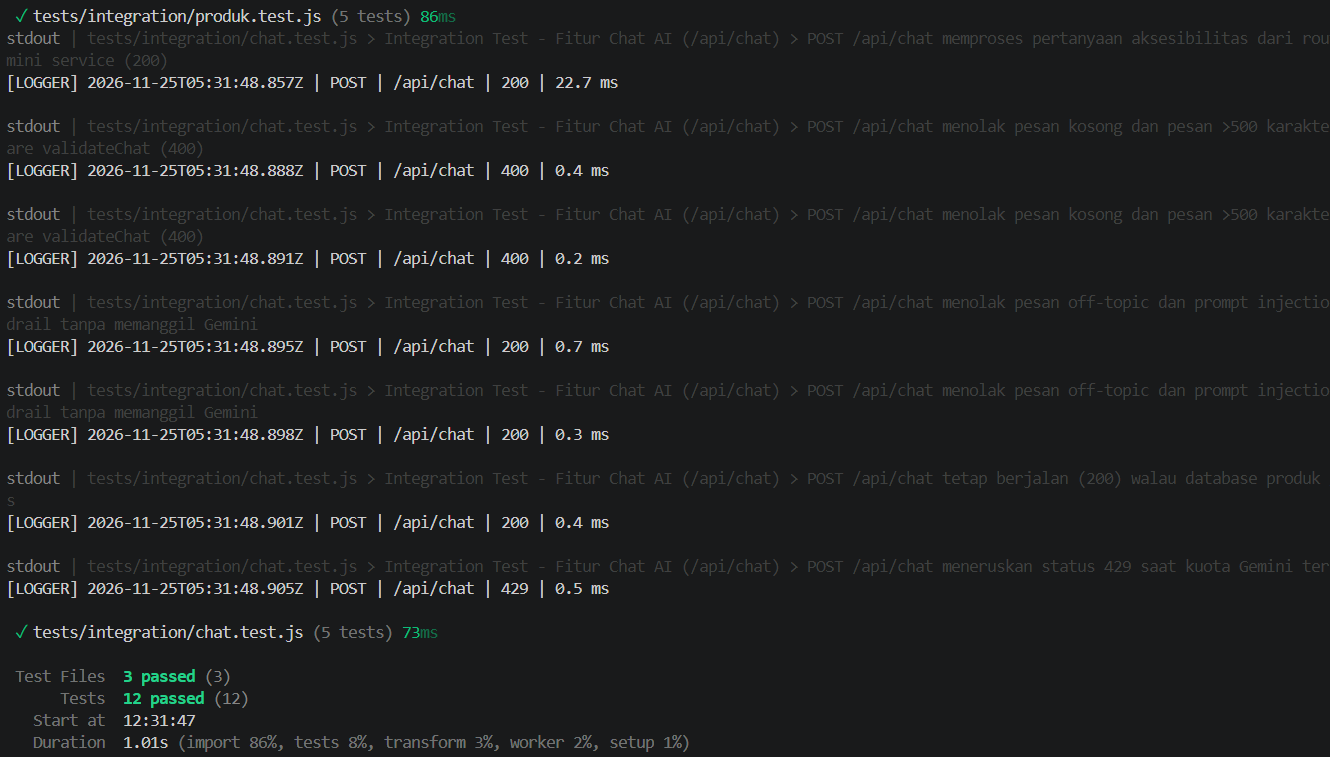 ✓ tests/integration/produk.test.js (5 tests) 86ms
stdout | tests/integration/chat.test.js > Integration Test - Fitur Chat AI (/api/chat) > POST /api/chat memproses pertanyaan aksesibilitas dari rou
mini service (200)
[LOGGER] 2026-11-25T05:31:48.857Z | POST | /api/chat | 200 | 22.7 ms
stdout | tests/integration/chat.test.js > Integration Test - Fitur Chat AI (/api/chat) > POST /api/chat menolak pesan kosong dan pesan >500 karakte
are validateChat (400)
[LOGGER] 2026-11-25T05:31:48.888Z | POST | /api/chat | 400 | 0.4 ms
stdout | tests/integration/chat.test.js > Integration Test - Fitur Chat AI (/api/chat) > POST /api/chat menolak pesan kosong dan pesan >500 karakte
are validateChat (400)
[LOGGER] 2026-11-25T05:31:48.891Z | POST | /api/chat | 400 | 0.2 ms
stdout | tests/integration/chat.test.js > Integration Test - Fitur Chat AI (/api/chat) > POST /api/chat menolak pesan off-topic dan prompt injectio
drail tanpa memanggil Gemini
[LOGGER] 2026-11-25T05:31:48.895Z | POST | /api/chat | 200 | 0.7 ms
stdout | tests/integration/chat.test.js > Integration Test - Fitur Chat AI (/api/chat) > POST /api/chat menolak pesan off-topic dan prompt injectio
drail tanpa memanggil Gemini
[LOGGER] 2026-11-25T05:31:48.898Z | POST | /api/chat | 200 | 0.3 ms
stdout | tests/integration/chat.test.js > Integration Test - Fitur Chat AI (/api/chat) > POST /api/chat tetap berjalan (200) walau database produk
s
[LOGGER] 2026-11-25T05:31:48.901Z | POST | /api/chat | 200 | 0.4 ms
stdout | tests/integration/chat.test.js > Integration Test - Fitur Chat AI (/api/chat) > POST /api/chat meneruskan status 429 saat kuota Gemini ter
[LOGGER] 2026-11-25T05:31:48.905Z | POST | /api/chat | 429 | 0.5 ms
✓ tests/integration/chat.test.js (5 tests) 73ms
Test Files 3 passed (3)
Tests 12 passed (12)
Start at 12:31:47
Duration 1.01s (import 86%, tests 8%, transform 3%, worker 2%, setup 1%)